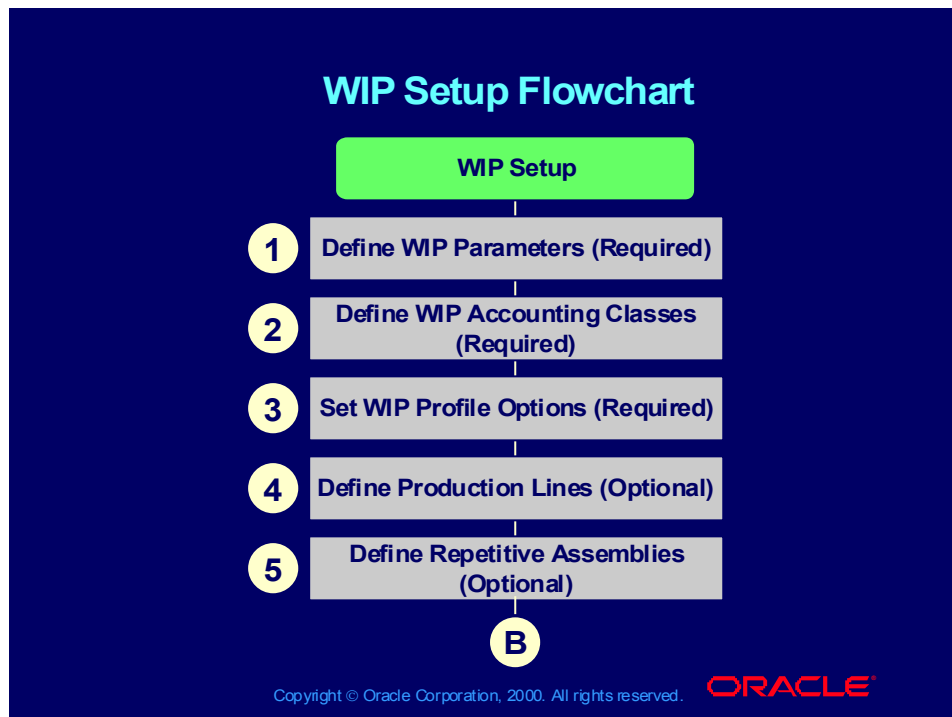 WIP Setup Flowchart
WIP Setup
1
Define WIP Parameters (Required)
2
Define WIP Accounting Classes
(Required)
3
Set WIP Profile Options (Required)
4
Define Production Lines (Optional)
5
Define Repetitive Assemblies
(Optional)
B
Copyright © Oracle Corporation, 2000. All rights reserved.
ORACLE®